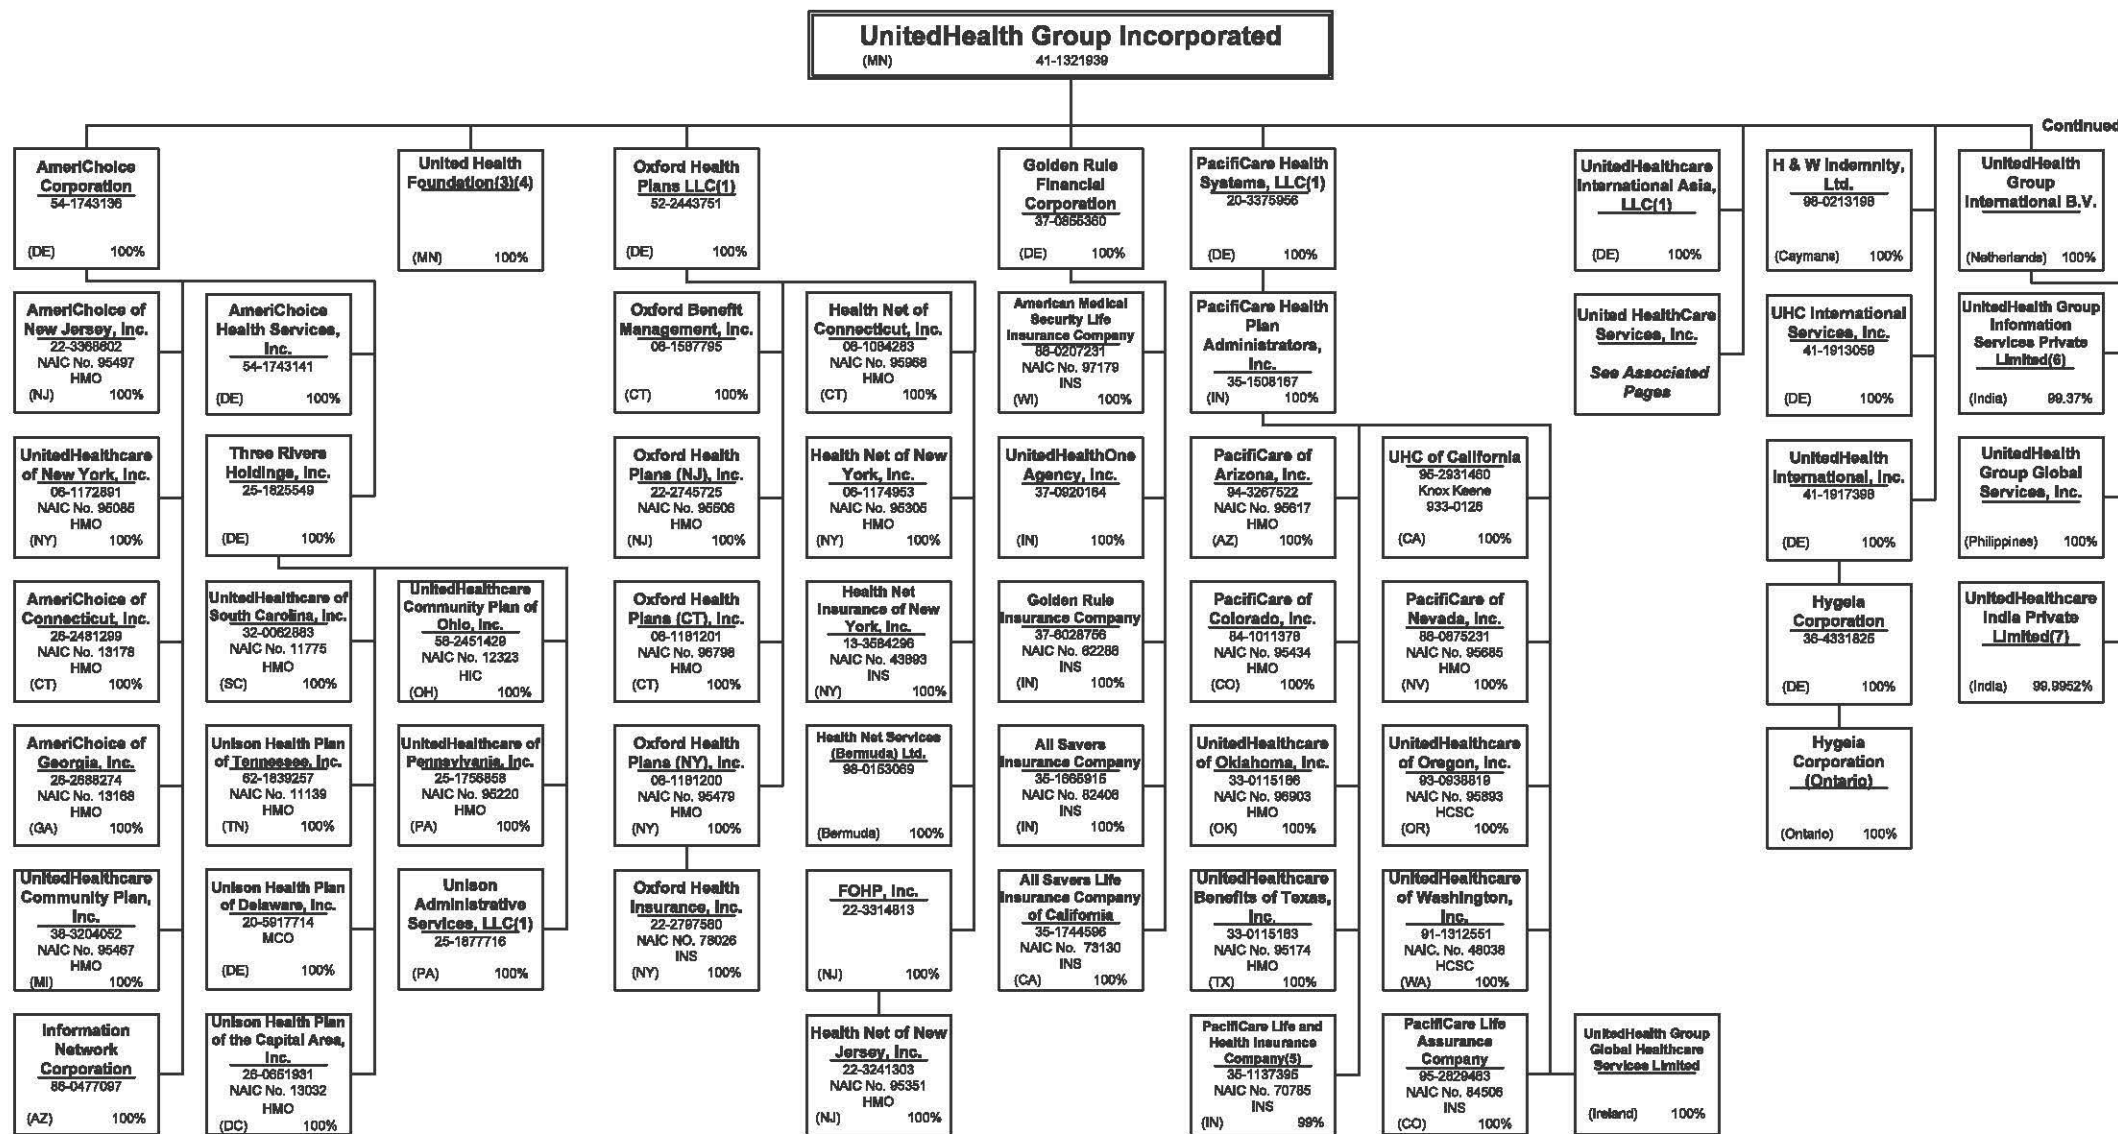 UnitedHealth Group Incorporated
(MN) 41-1321939
Continued
AmeriChoice
Corporation
54-1743136
(DE) 100%
United Health
Foundation(3)(4)
(MN) 100%
Oxford Health
Plans LLC(1)
52-2443751
(DE) 100%
Golden Rule
Financial
Corporation
37-0855360
(DE) 100%
PacifiCare Health
Systems, LLC(1)
20-3375956
(DE) 100%
UnitedHealthcare
International Asia,
LLC(1)
(DE) 100%
H & W Indemnity,
Ltd.
98-0213198
(Caymans) 100%
UnitedHealth
Group
International B.V.
(Netherlands) 100%
AmeriChoice of
New Jersey, Inc.
22-3368602
NAIC No. 95497
HMO
(NJ) 100%
AmeriChoice
Health Services,
Inc.
54-1743141
(DE) 100%
Oxford Benefit
Management, Inc.
06-1587795
(CT) 100%
Health Net of
Connecticut, Inc.
06-1084283
NAIC No. 95968
HMO
(CT) 100%
American Medical
Security Life
Insurance Company
86-0207231
NAIC No. 97179
INS
(WI) 100%
PacifiCare Health
Plan
Administrators,
Inc.
35-1508167
(IN) 100%
United HealthCare
Services, Inc.
See Associated
Pages
UHC International
Services, Inc.
41-1913059
(DE) 100%
UnitedHealth Group
Information
Services Private
Limited(6)
(India) 99.37%
UnitedHealthcare
of New York, Inc.
06-1172891
NAIC No. 95085
HMO
(NY) 100%
Three Rivers
Holdings, Inc.
25-1825549
(DE) 100%
Oxford Health
Plans (NJ), Inc.
22-2745725
NAIC No. 95506
HMO
(NJ) 100%
Health Net of New
York, Inc.
06-1174953
NAIC No. 95305
HMO
(NY) 100%
UnitedHealthOne
Agency, Inc.
37-0920164
(IN) 100%
PacifiCare of
Arizona, Inc.
94-3267522
NAIC No. 95617
HMO
(AZ) 100%
UHC of California
95-2931460
Knox Keene
933-0126
(CA) 100%
UnitedHealth
International, Inc.
41-1917398
(DE) 100%
UnitedHealth
Group Global
Services, Inc.
(Philippines) 100%
AmeriChoice of
Connecticut, Inc.
26-2481299
NAIC No. 13178
HMO
(CT) 100%
UnitedHealthcare of
South Carolina, Inc.
32-0062883
NAIC No. 11775
HMO
(SC) 100%
UnitedHealthcare
Community Plan of
Ohio, Inc.
56-2451429
NAIC No. 12323
HIC
(OH) 100%
Oxford Health
Plans (CT), Inc.
06-1181201
NAIC No. 96798
HMO
(CT) 100%
Health Net
Insurance of New
York, Inc.
13-3584296
NAIC No. 43893
INS
(NY) 100%
Golden Rule
Insurance Company
37-6028756
NAIC No. 62286
INS
(IN) 100%
PacifiCare of
Colorado, Inc.
84-1011378
NAIC No. 95434
HMO
(CO) 100%
PacifiCare of
Nevada, Inc.
86-0875231
NAIC No. 95685
HMO
(NV) 100%
Hygeia
Corporation
36-4331825
(DE) 100%
UnitedHealthcare
India Private
Limited(7)
(India) 99.9952%
AmeriChoice of
Georgia, Inc.
26-2688274
NAIC No. 13168
HMO
(GA) 100%
Unison Health Plan
of Tennessee, Inc.
62-1839257
NAIC No. 11139
HMO
(TN) 100%
UnitedHealthcare of
Pennsylvania, Inc.
25-1756858
NAIC No. 95220
HMO
(PA) 100%
Oxford Health
Plans (NY), Inc.
06-1181200
NAIC No. 95479
HMO
(NY) 100%
Health Net Services
(Bermuda) Ltd.
98-0153069
(Bermuda) 100%
All Savers
Insurance Company
35-1665915
NAIC No. 82406
INS
(IN) 100%
UnitedHealthcare
of Oklahoma, Inc.
33-0115166
NAIC No. 96903
HMO
(OK) 100%
UnitedHealthcare
of Oregon, Inc.
93-0938819
NAIC No. 95893
HCSC
(OR) 100%
Hygeia
Corporation
(Ontario)
(Ontario) 100%
UnitedHealthcare
Community Plan,
Inc.
38-3204052
NAIC No. 95467
HMO
(MI) 100%
Unison Health Plan
of Delaware, Inc.
20-5917714
MCO
(DE) 100%
Unison
Administrative
Services, LLC(1)
25-1877716
(PA) 100%
Oxford Health
Insurance, Inc.
22-2797560
NAIC NO. 78026
INS
(NY) 100%
FOHP, Inc.
22-3314813
(NJ) 100%
All Savers Life
Insurance Company
of California
35-1744596
NAIC No. 73130
INS
(CA) 100%
UnitedHealthcare
Benefits of Texas,
Inc.
33-0115163
NAIC No. 95174
HMO
(TX) 100%
UnitedHealthcare
of Washington,
Inc.
91-1312551
NAIC. No. 48038
HCSC
(WA) 100%
Information
Network
Corporation
86-0477097
(AZ) 100%
Unison Health Plan
of the Capital Area,
Inc.
26-0651931
NAIC No. 13032
HMO
(DC) 100%
Health Net of New
Jersey, Inc.
22-3241303
NAIC No. 95351
HMO
(NJ) 100%
PacifiCare Life and
Health Insurance
Company(5)
35-1137395
NAIC No. 70785
INS
(IN) 99%
PacifiCare Life
Assurance
Company
95-2829463
NAIC No. 84506
INS
(CO) 100%
UnitedHealth Group
Global Healthcare
Services Limited
(Ireland) 100%